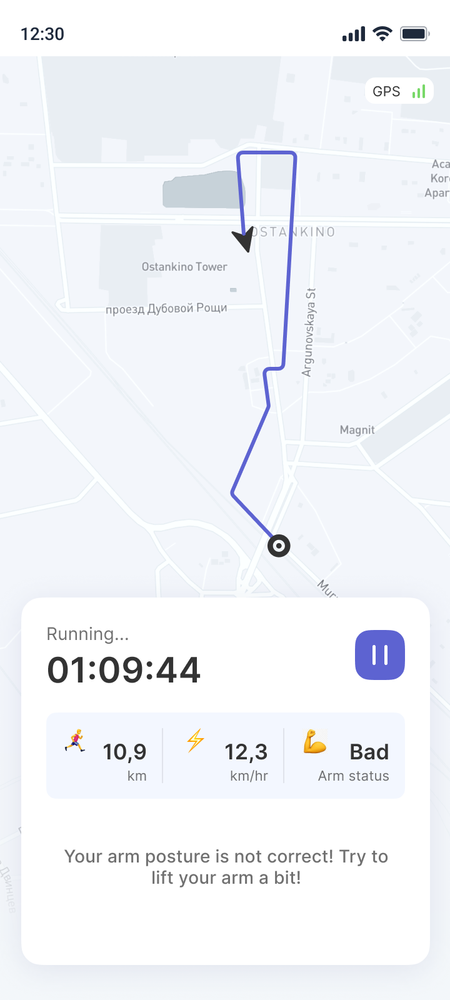 12:30
GPS
Aca
Kor
Apar
OSTANKINO
Ostankino Tower
проезд Дубовой Рощи
Argunovskaya St
Magnit
Running...
01:09:44
10,9
km
12,3
km/hr
Bad
Arm status
Your arm posture is not correct! Try to
lift your arm a bit!
Двинцев